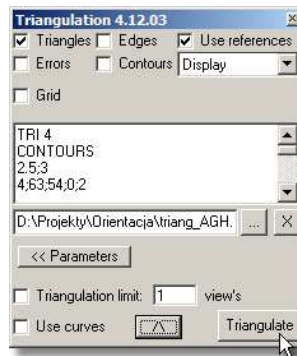 Triangulation 4.12.03
Triangles Edges Use references
Errors Contours Display
Grid
TRI 4
CONTOURS
2.5;3
4;63;54;0;2
D:\Projekty\Orientacja\triang_AGH. ... X
<< Parameters
Triangulation limit: 1 view's
Use curves Triangulate